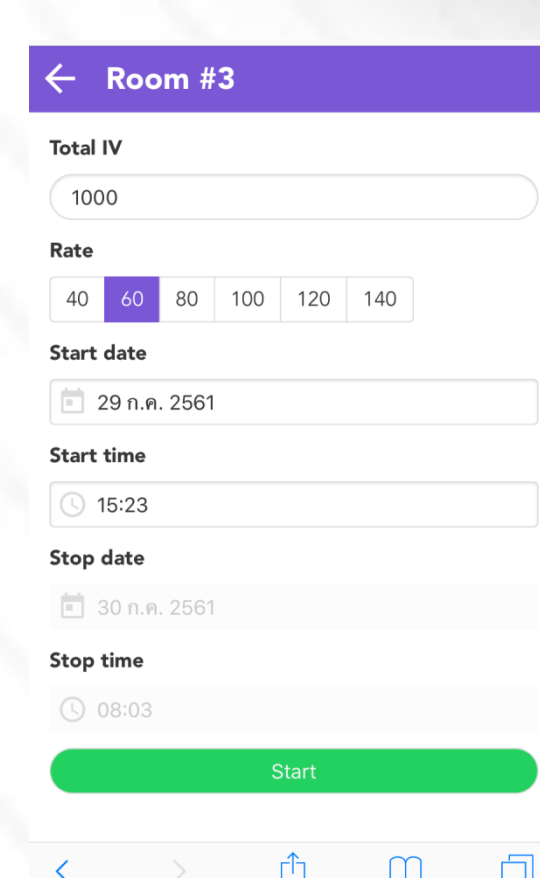 Room #3
Total IV
1000
Rate
40 60 80 100 120 140
Start date
29 ก.ค. 2561
Start time
15:23
Stop date
30 ก.ค. 2561
Stop time
08:03
Start